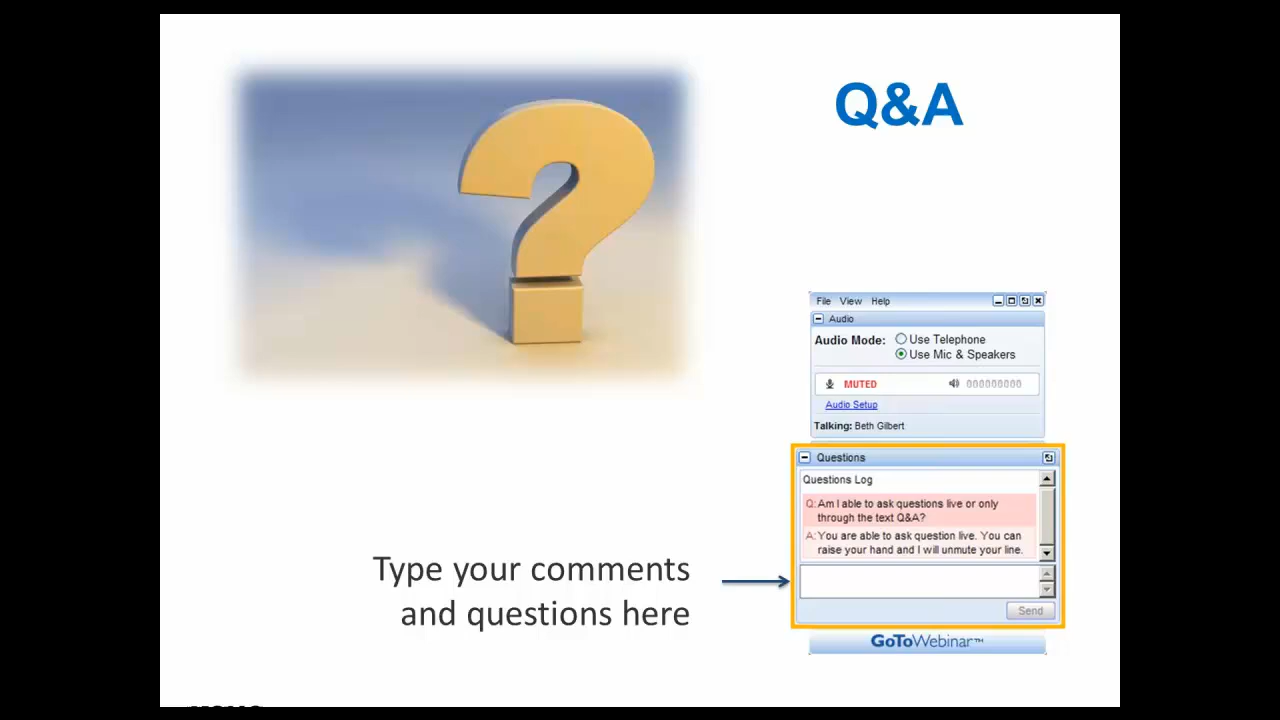 Q&A
File View Help
Audio
Audio Mode: Use Telephone
Use Mic & Speakers
MUTED 000000000
Audio Setup
Talking: Beth Gilbert
Questions
Questions Log
Q: Am I able to ask questions live or only
through the text Q&A?
A: You are able to ask question live. You can
raise your hand and I will unmute your line.
Type your comments
and questions here
Send
GoToWebinar™